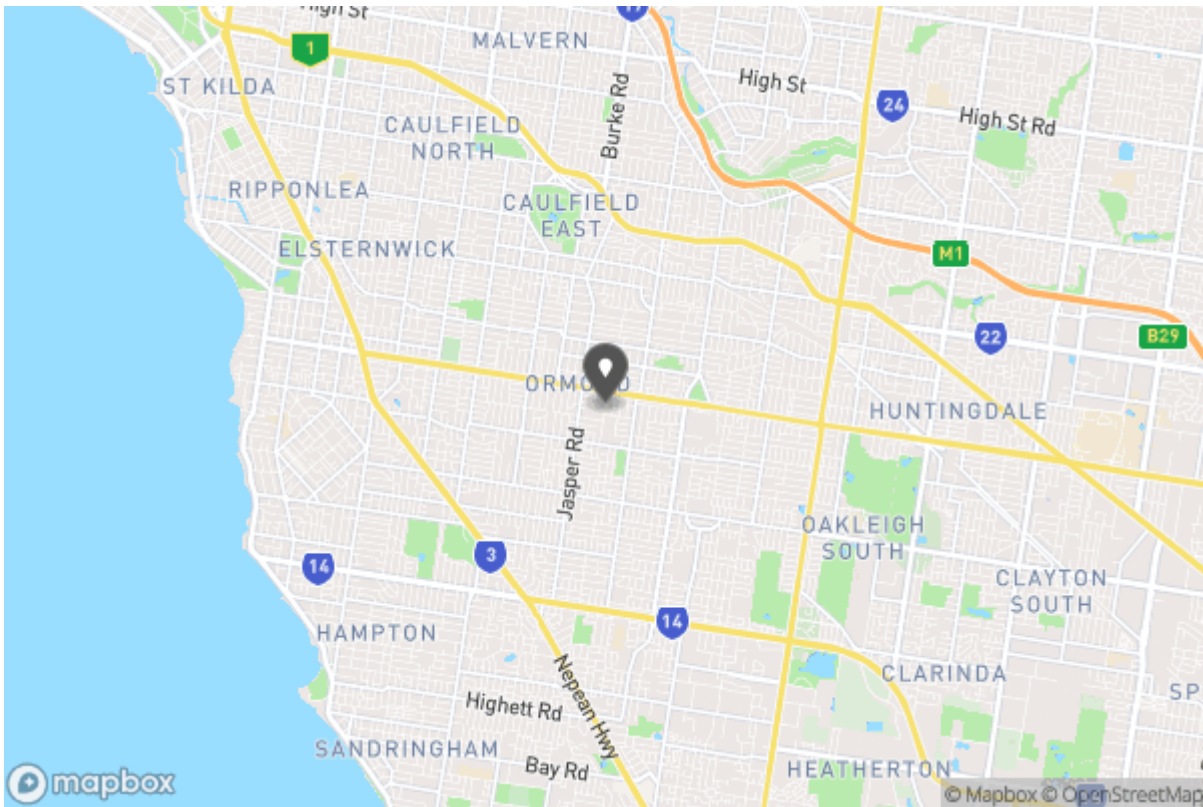 High St
19
1
MALVERN
ST KILDA
High St
24
High St Rd
Burke Rd
CAULFIELD
NORTH
RIPPONLEA
CAULFIELD
EAST
ELSTERNWICK
M1
22
B29
ORMOND
HUNTINGDALE
Jasper Rd
OAKLEIGH
SOUTH
3
14
CLAYTON
SOUTH
14
HAMPTON
CLARINDA
Nepean Hwy
Highett Rd
SP
SANDRINGHAM
Bay Rd
HEATHERTON
mapbox
© Mapbox © OpenStreetMap